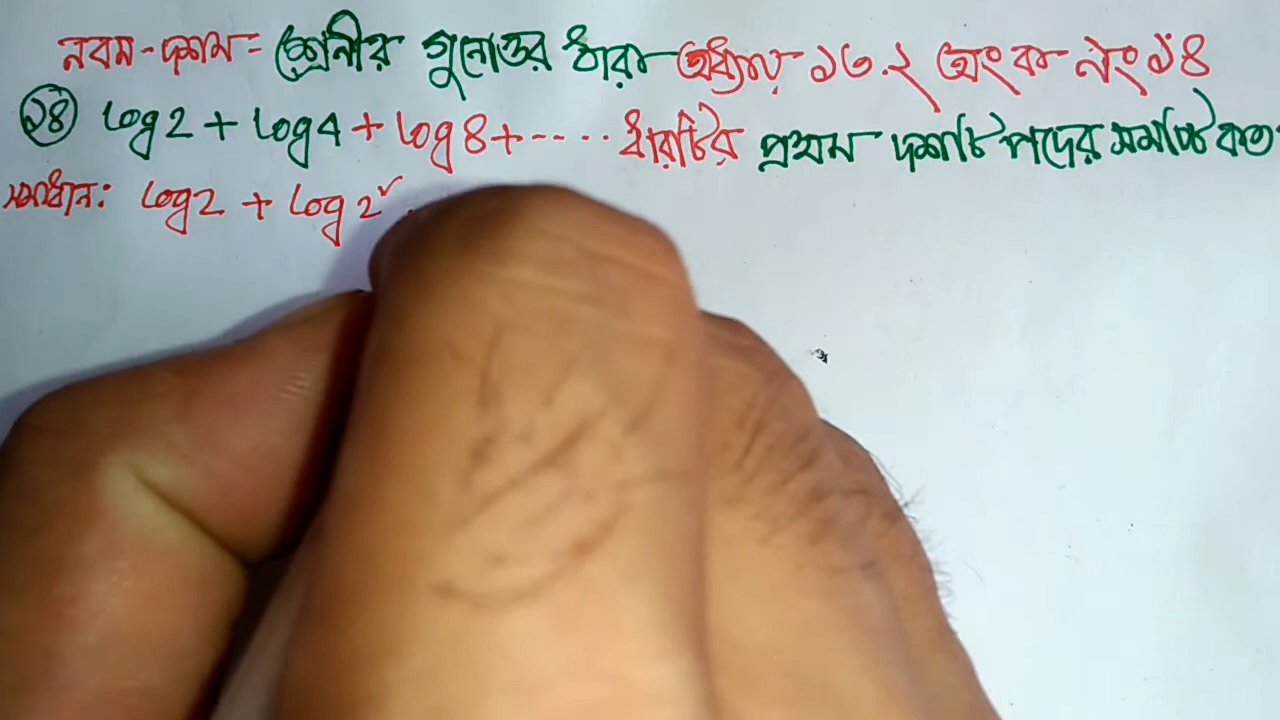 নবম-দশম= শ্রেনীর গুনোত্তর ধারা অধ্যায় ১৩.২ অংক নং ১৪
১৪ log2 + log4 + log8+---- ধারাটির প্রথম দশটি পদের সমষ্টি কত
সমাধান: log2 + log2²